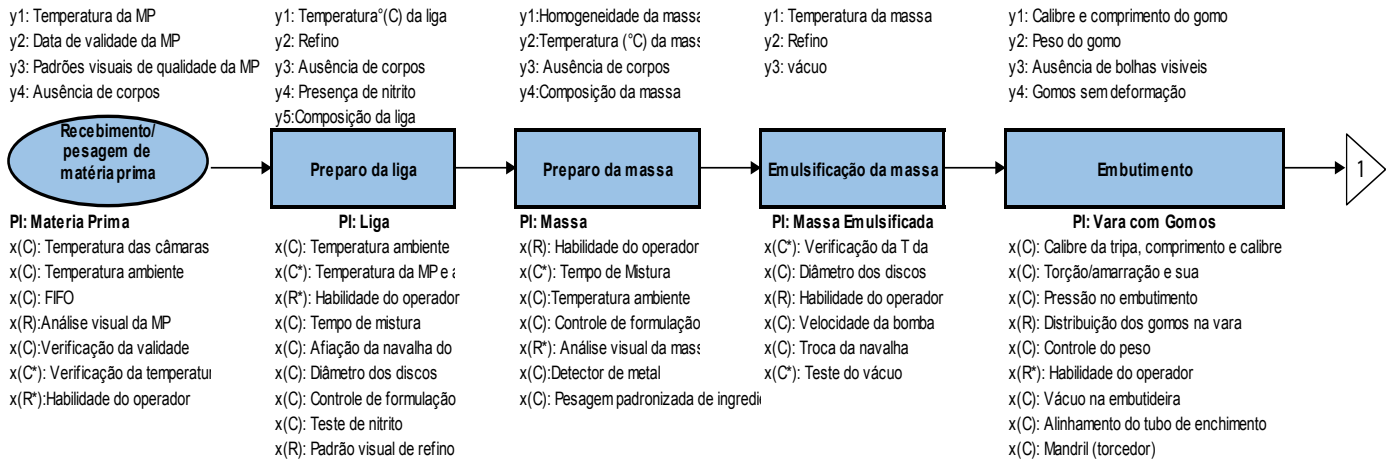 y1: Temperatura da MP
y2: Data de validade da MP
y3: Padrões visuais de qualidade da MP
y4: Ausência de corpos
Recebimento/
pesagem de
matéria prima
PI: Materia Prima
x(C): Temperatura das câmaras
x(C): Temperatura ambiente
x(C): FIFO
x(R):Análise visual da MP
x(C):Verificação da validade
x(C*): Verificação da temperatur
x(R*):Habilidade do operador
y1: Temperatura°(C) da liga
y2: Refino
y3: Ausência de corpos
y4: Presença de nitrito
y5:Composição da liga
Preparo da liga
PI: Liga
x(C): Temperatura ambiente
x(C*): Temperatura da MP e
x(R*): Habilidade do operador
x(C): Tempo de mistura
x(C): Afiação da navalha do
x(C): Diâmetro dos discos
x(C): Controle de formulação
x(C): Teste de nitrito
x(R): Padrão visual de refino
y1:Homogeneidade da massa
y2:Temperatura (°C) da mass
y3: Ausência de corpos
y4:Composição da massa
Preparo da massa
PI: Massa
x(R): Habilidade do operador
x(C*): Tempo de Mistura
x(C):Temperatura ambiente
x(C): Controle de formulação
x(R*): Análise visual da mass
x(C):Detector de metal
x(C): Pesagem padronizada de ingredi
y1: Temperatura da massa
y2: Refino
y3: vácuo
Emulsificação da massa
PI: Massa Emulsificada
x(C*): Verificação da T da
x(C): Diâmetro dos discos
x(R): Habilidade do operador
x(C): Velocidade da bomba
x(C): Troca da navalha
x(C*): Teste do vácuo
y1: Calibre e comprimento do gomo
y2: Peso do gomo
y3: Ausência de bolhas visiveis
y4: Gomos sem deformação
Embutimento
PI: Vara com Gomos
x(C): Calibre da tripa, comprimento e calibre
x(C): Torção/amarração e sua
x(C): Pressão no embutimento
x(R): Distribuição dos gomos na vara
x(C): Controle do peso
x(R*): Habilidade do operador
x(C): Vácuo na embutideira
x(C): Alinhamento do tubo de enchimento
x(C): Mandril (torcedor)
1